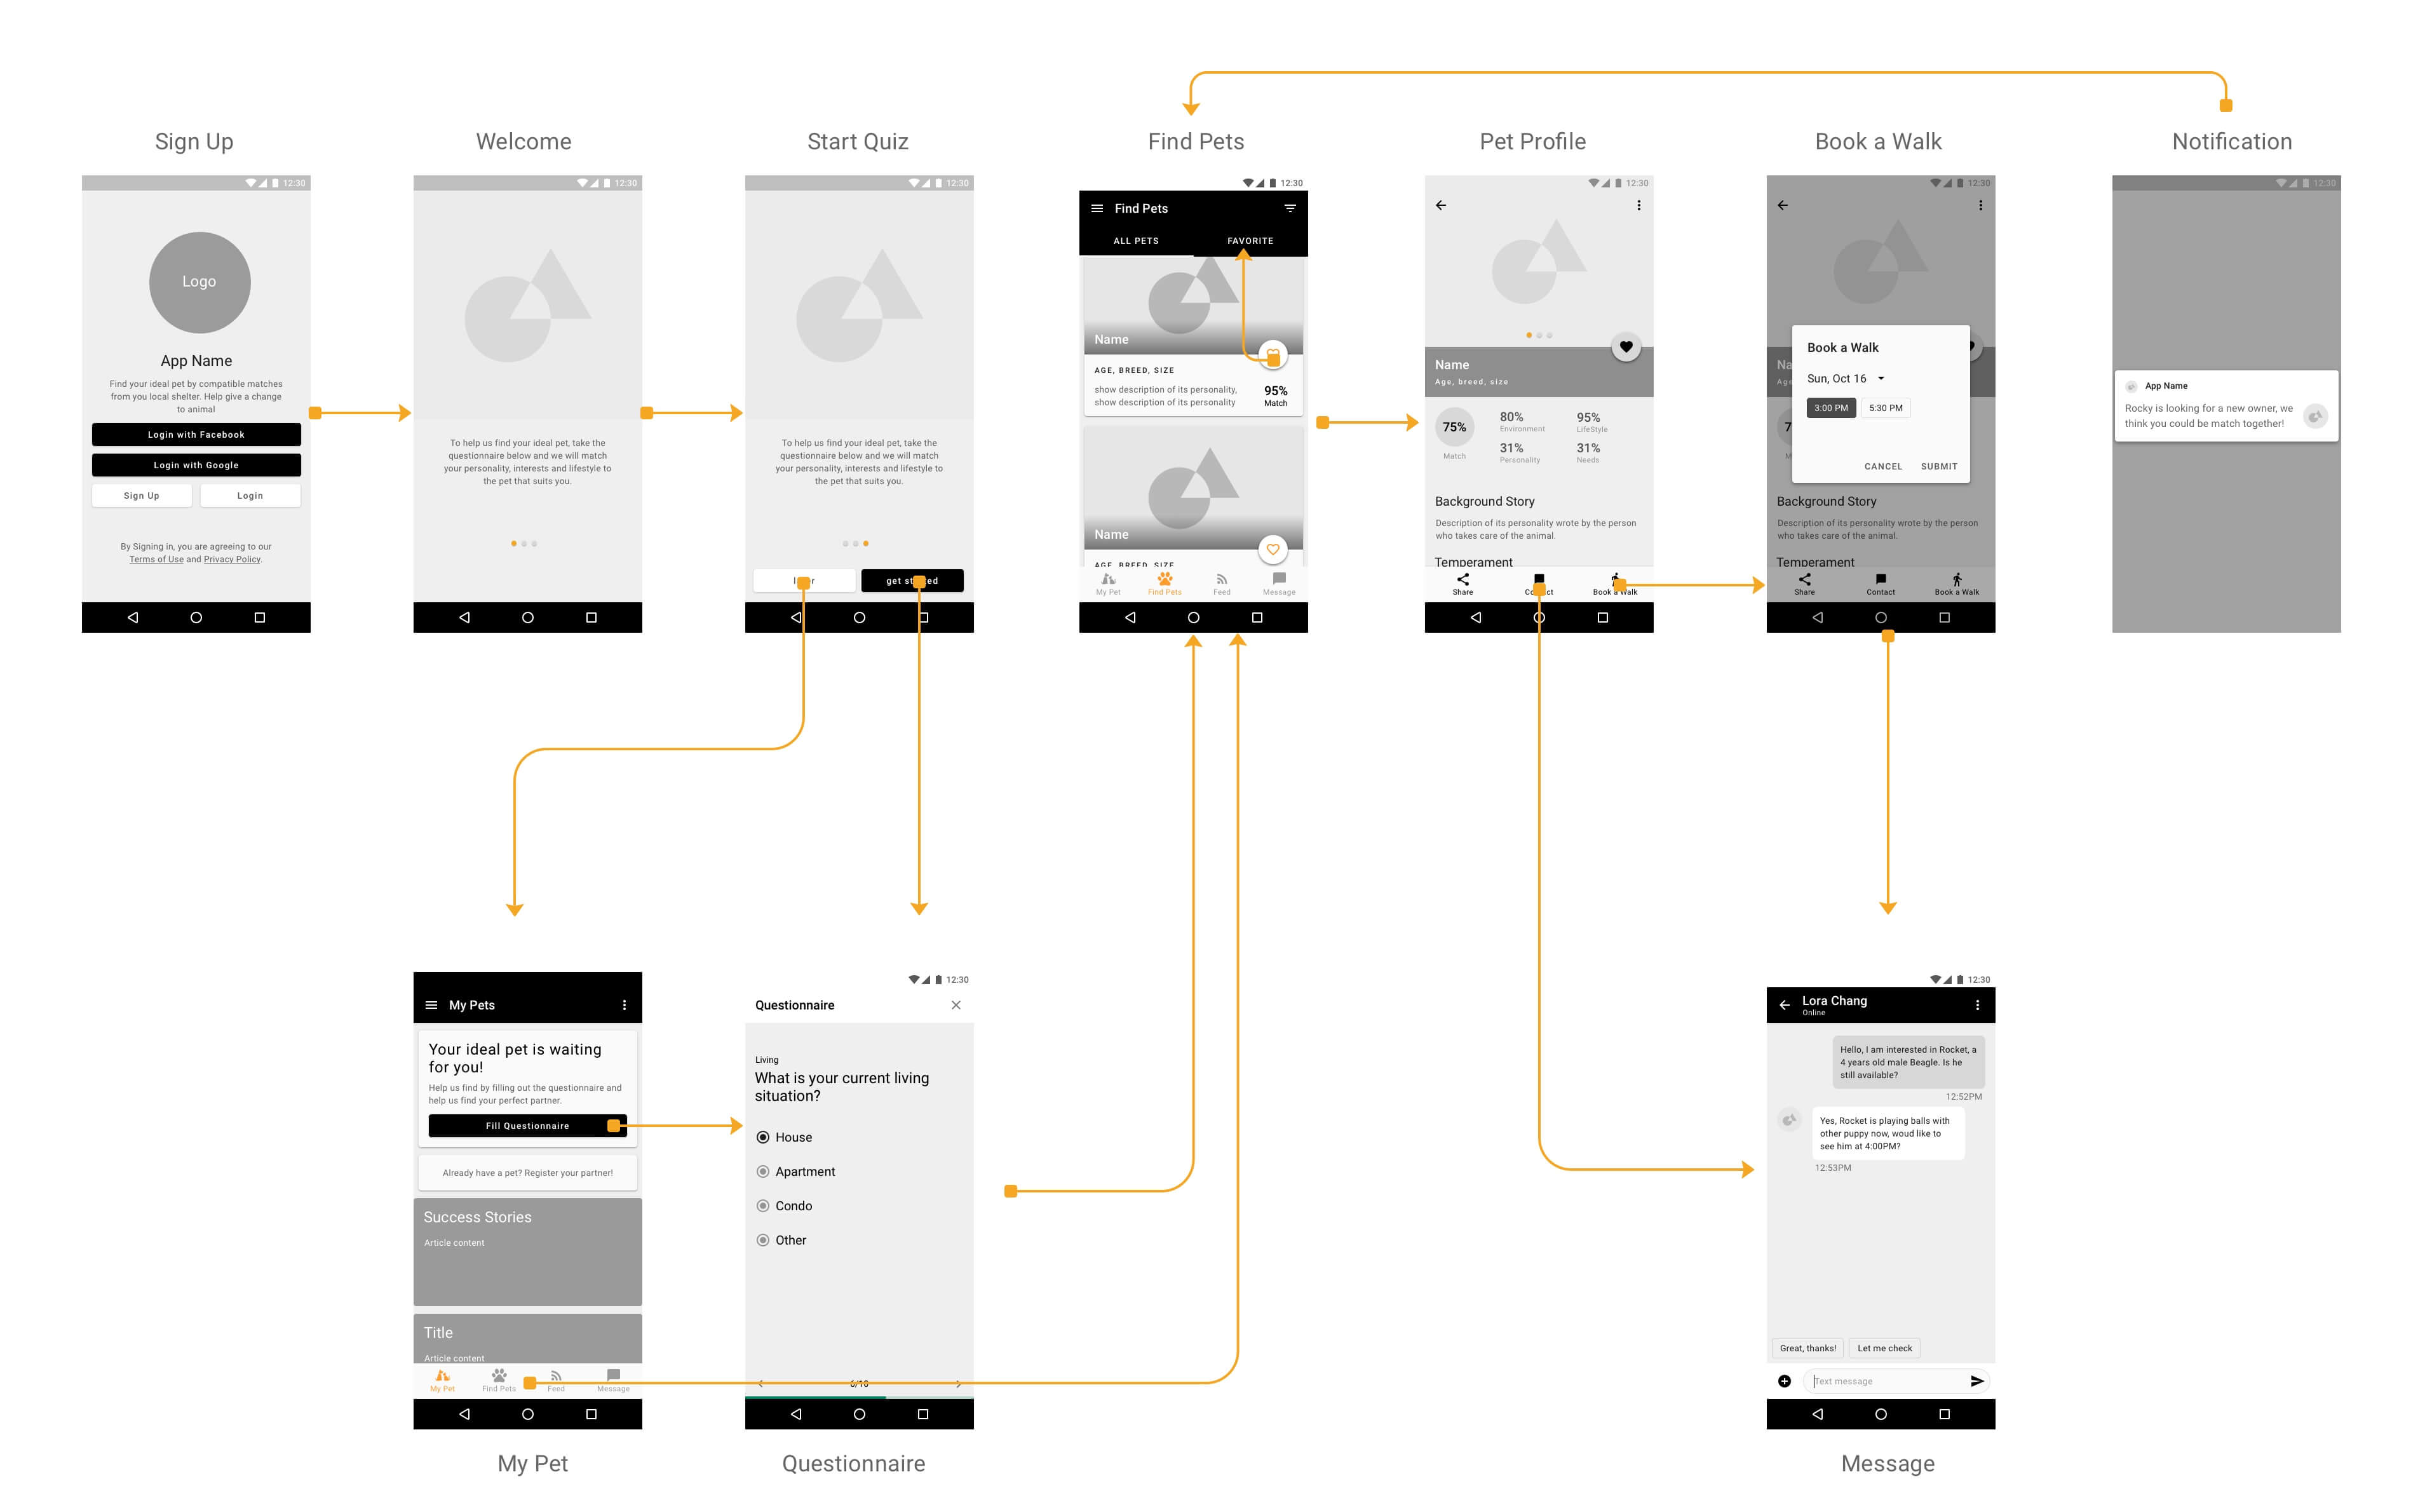 Sign Up
12:30
Logo
App Name
Find your ideal pet by compatible matches
from you local shelter. Help give a change
to animal
Login with Facebook
Login with Google
Sign Up
Login
By Signing in, you are agreeing to our
Terms of Use and Privacy Policy.
Welcome
12:30
To help us find your ideal pet, take the
questionnaire below and we will match
your personality, interests and lifestyle to
the pet that suits you.
Start Quiz
12:30
To help us find your ideal pet, take the
questionnaire below and we will match
your personality, interests and lifestyle to
the pet that suits you.
Find Pets
12:30
Find Pets
ALL PETS
FAVORITE
Name
AGE, BREED, SIZE
show description of its personality,
show description of its personality
95%
Match
Name
AGE, BREED, SIZE
My Pet
Find Pets
Feed
Message
Pet Profile
12:30
Name
Age, breed, size
75%
Match
80%
Environment
95%
LifeStyle
31%
Personality
31%
Needs
Background Story
Description of its personality wrote by the person
who takes care of the animal.
Temperament
Share
Contact
Book a Walk
Book a Walk
12:30
Book a Walk
Sun, Oct 16
3:00 PM
5:30 PM
CANCEL
SUBMIT
Background Story
Description of its personality wrote by the person
who takes care of the animal.
Temperament
Share
Contact
Book a Walk
Notification
12:30
App Name
Rocky is looking for a new owner, we
think you could be match together!
My Pets
Your ideal pet is waiting
for you!
Help us find by filling out the questionnaire and
help us find your perfect partner.
Fill Questionnaire
Already have a pet? Register your partner!
Success Stories
Article content
Title
Article content
My Pet
Find Pets
Feed
Message
My Pet
12:30
Questionnaire
Living
What is your current living
situation?
House
Apartment
Condo
Other
6/10
Questionnaire
12:30
Lora Chang
Online
Hello, I am interested in Rocket, a
4 years old male Beagle. Is he
still available?
12:52PM
Yes, Rocket is playing balls with
other puppy now, woud like to
see him at 4:00PM?
12:53PM
Great, thanks!
Let me check
Text message
Message